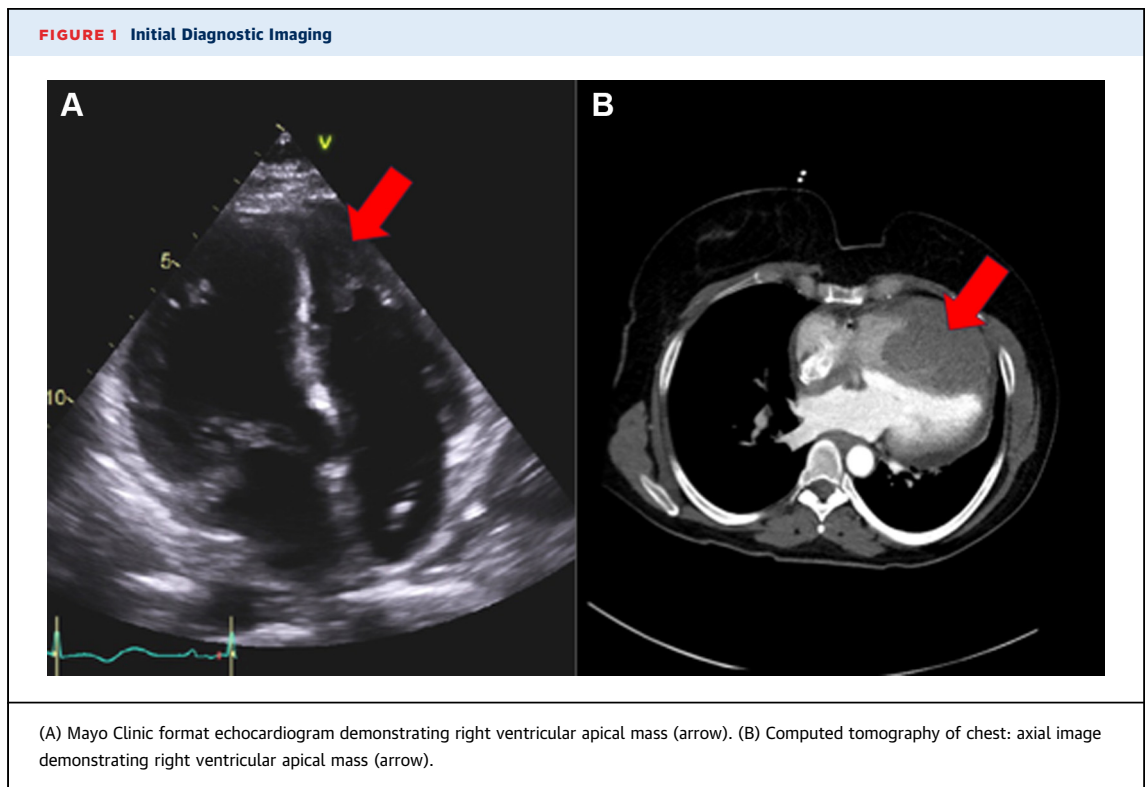 FIGURE 1 Initial Diagnostic Imaging
A
V
B
5
10
(A) Mayo Clinic format echocardiogram demonstrating right ventricular apical mass (arrow). (B) Computed tomography of chest: axial image
demonstrating right ventricular apical mass (arrow).